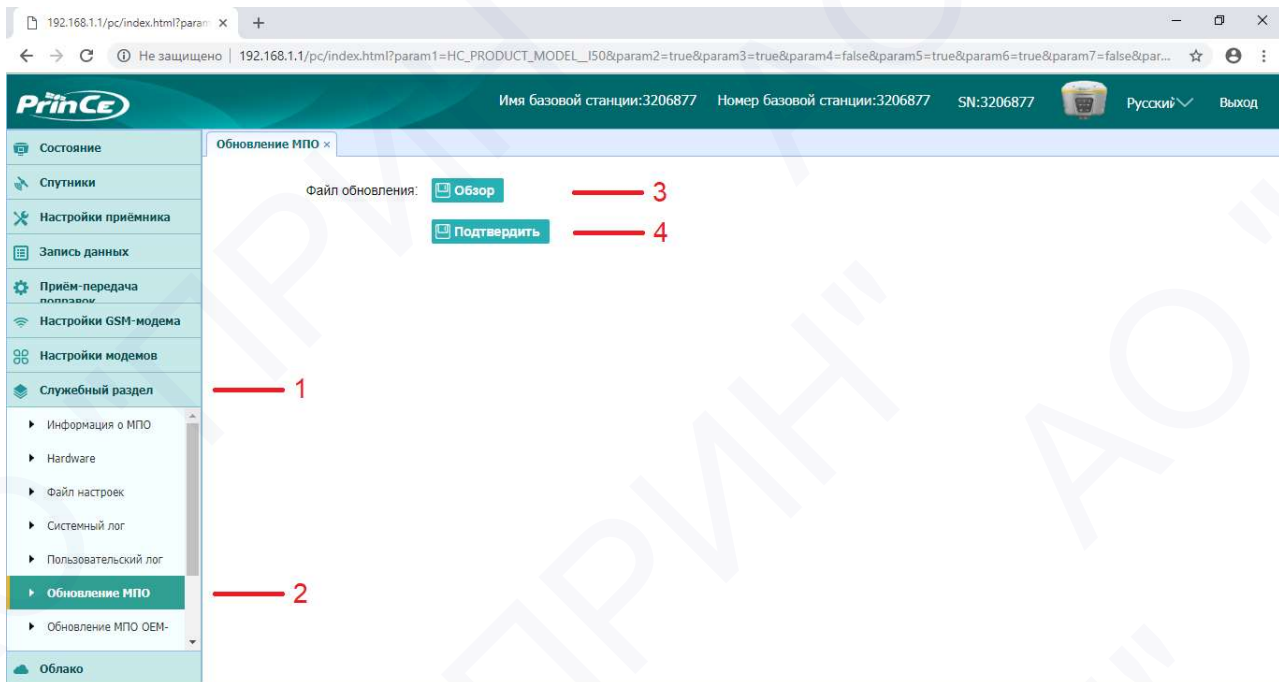 192.168.1.1/pc/index.html?param
Не защищено | 192.168.1.1/pc/index.html?param1=HC_PRODUCT_MODEL__I50&param2=true&param3=true&param4=false&param5=true&param6=true&param7=false&par...
PrinCe
Имя базовой станции:3206877 Номер базовой станции:3206877 SN:3206877 Русский Выход
Состояние
Обновление МПО ×
Спутники
Файл обновления: Обзор 3
Настройки приёмника
Подтвердить 4
Запись данных
Приём-передача
поправок
Настройки GSM-модема
Настройки модемов
Служебный раздел 1
Информация о МПО
Hardware
Файл настроек
Системный лог
Пользовательский лог
Обновление МПО 2
Обновление МПО OEM-
Облако
АО "ПРИН"